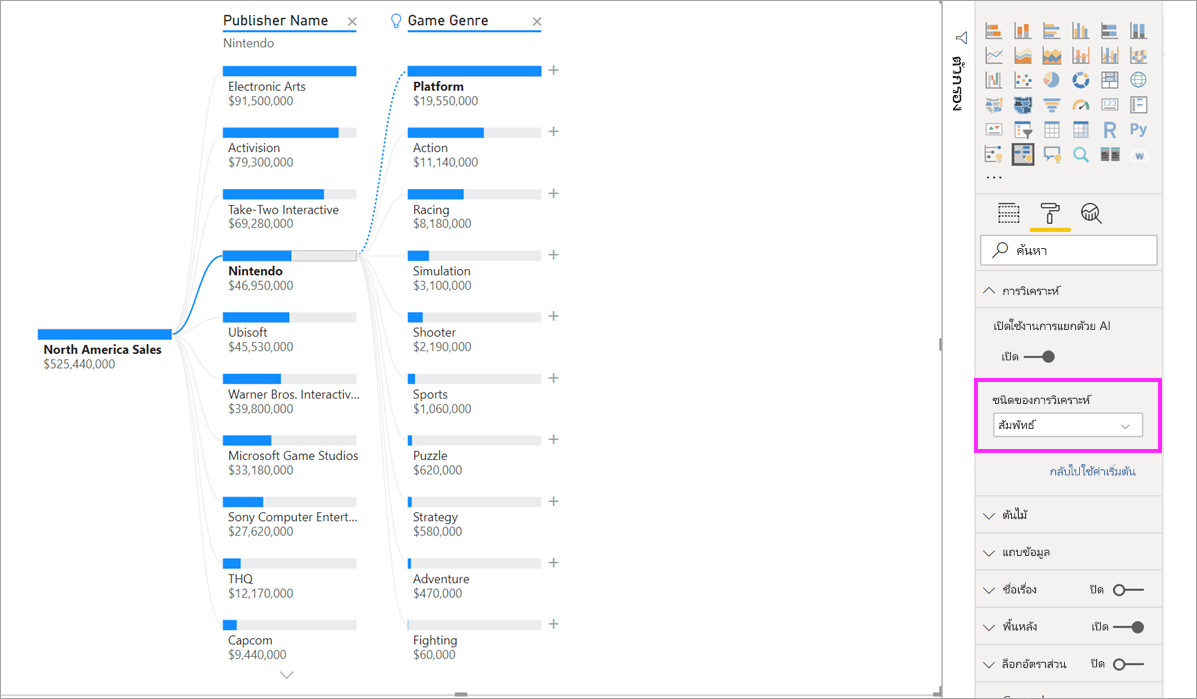 Publisher Name
Nintendo
Game Genre
Electronic Arts
$91,500,000
Activision
$79,300,000
Take-Two Interactive
$69,280,000
Nintendo
$46,950,000
Ubisoft
$45,530,000
Warner Bros. Interactiv...
$39,800,000
Microsoft Game Studios
$33,180,000
Sony Computer Entert...
$27,620,000
THQ
$12,170,000
Capcom
$9,440,000
North America Sales
$525,440,000
Platform
$19,550,000
Action
$11,140,000
Racing
$8,180,000
Simulation
$3,100,000
Shooter
$2,190,000
Sports
$1,060,000
Puzzle
$620,000
Strategy
$580,000
Adventure
$470,000
Fighting
$60,000
ตัวกรอง
123
R
Py
W
...
ค้นหา
การวิเคราะห์
เปิดใช้งานการแยกด้วย AI
เปิด
ชนิดของการวิเคราะห์
สัมพัทธ์
กลับไปใช้ค่าเริ่มต้น
ต้นไม้
แถบข้อมูล
ชื่อเรื่อง ปิด
พื้นหลัง เปิด
ล็อกอัตราส่วน ปิด